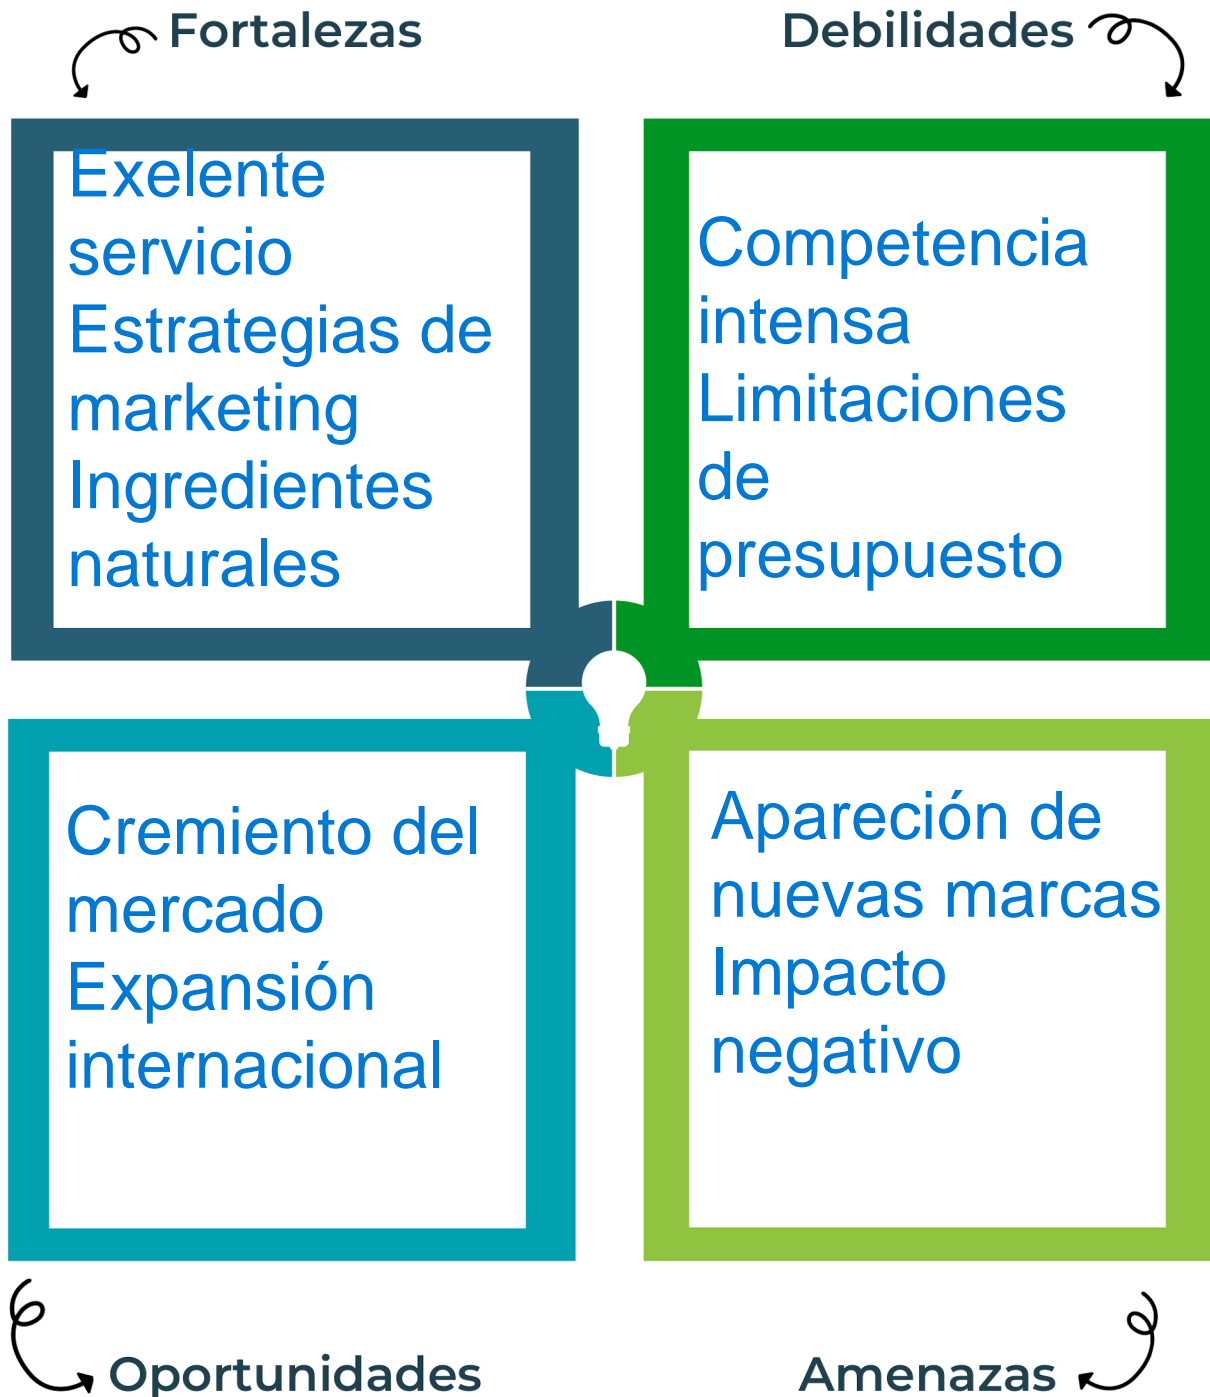 Fortalezas
Exelente
servicio
Estrategias de
marketing
Ingredientes
naturales
Debilidades
Competencia
intensa
Limitaciones
de
presupuesto
Cremiento del
mercado
Expansión
internacional
Oportunidades
Apareción de
nuevas marcas
Impacto
negativo
Amenazas